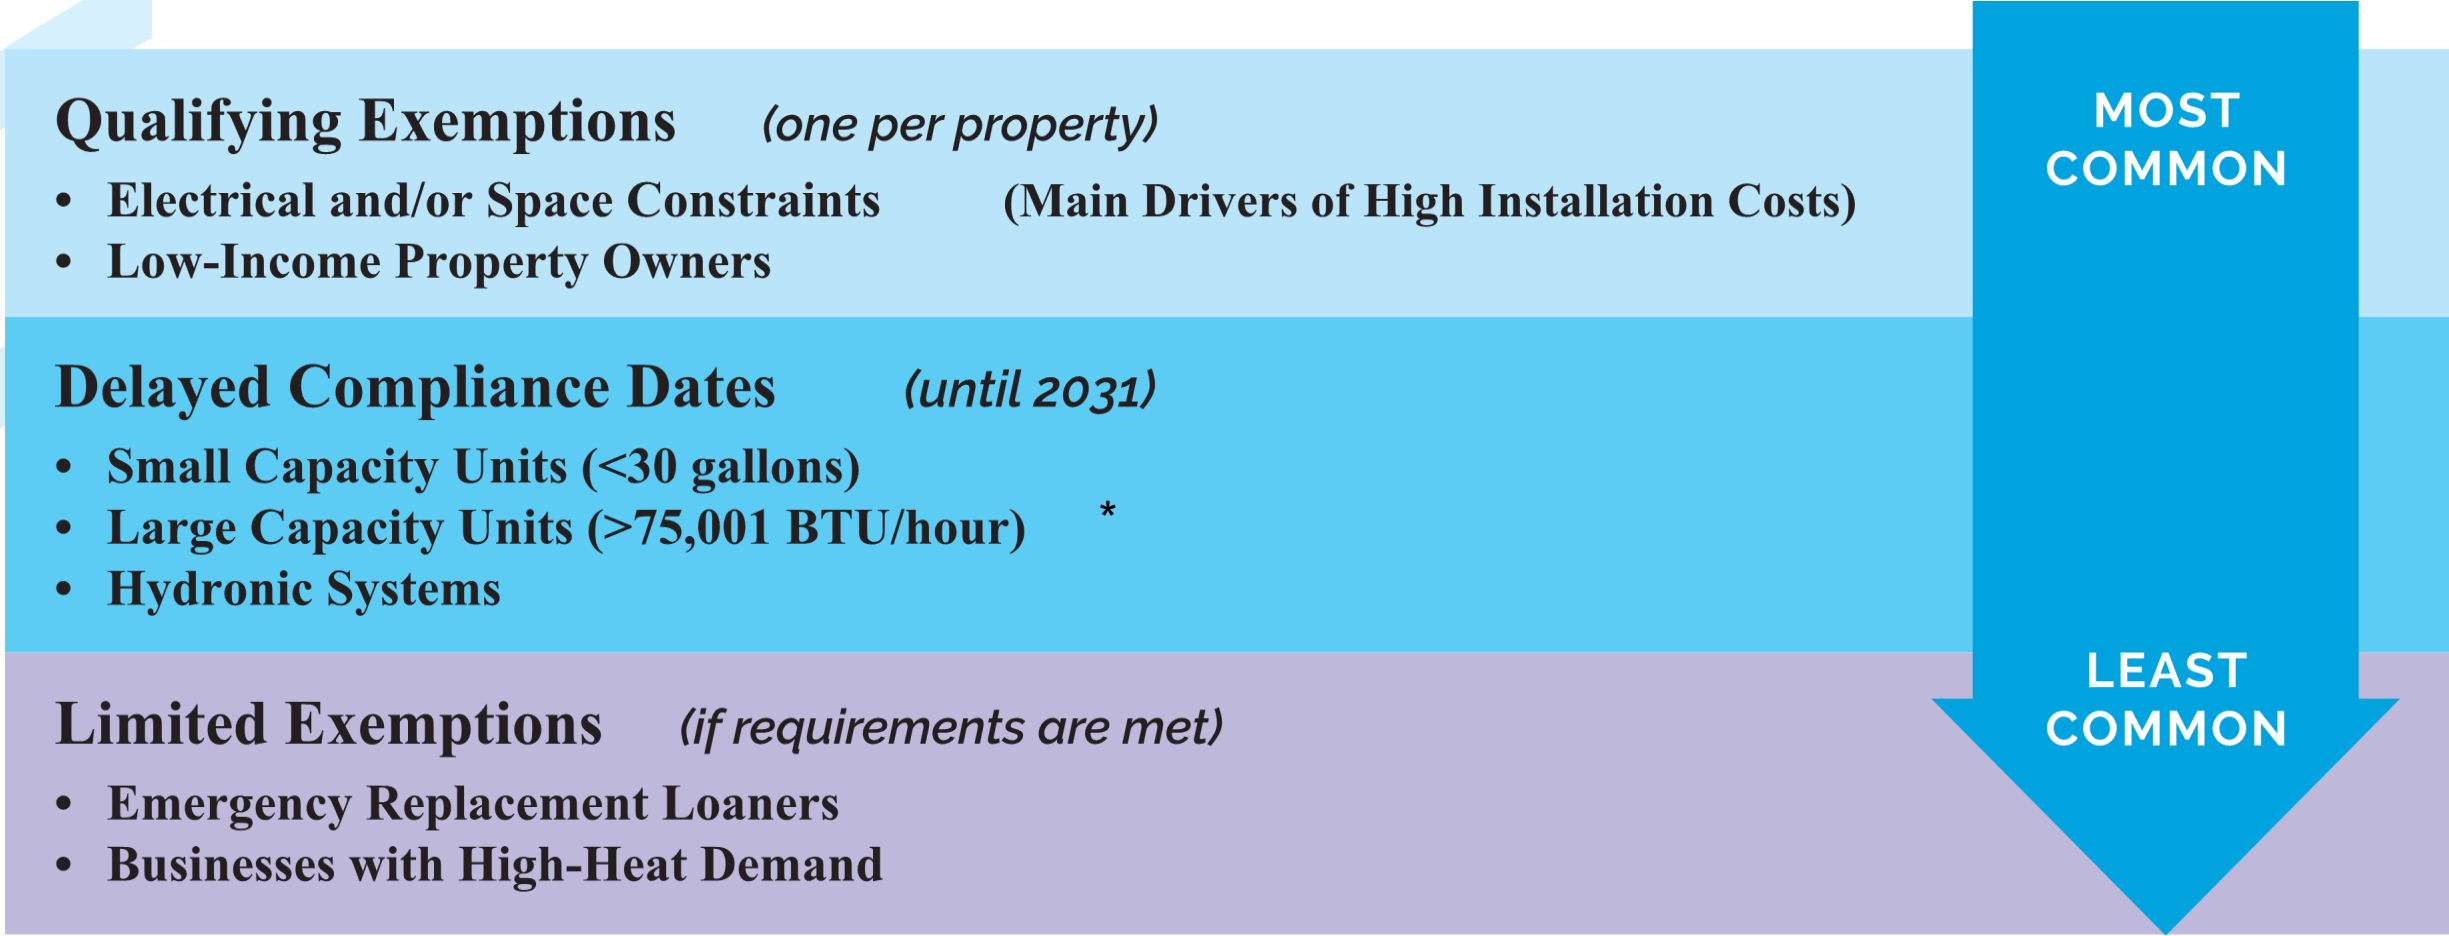 Qualifying Exemptions (one per property)
• Electrical and/or Space Constraints (Main Drivers of High Installation Costs)
• Low-Income Property Owners
MOST
COMMON
Delayed Compliance Dates (until 2031)
• Small Capacity Units (<30 gallons)
• Large Capacity Units (>75,001 BTU/hour) *
• Hydronic Systems
Limited Exemptions (if requirements are met)
• Emergency Replacement Loaners
• Businesses with High-Heat Demand
LEAST
COMMON